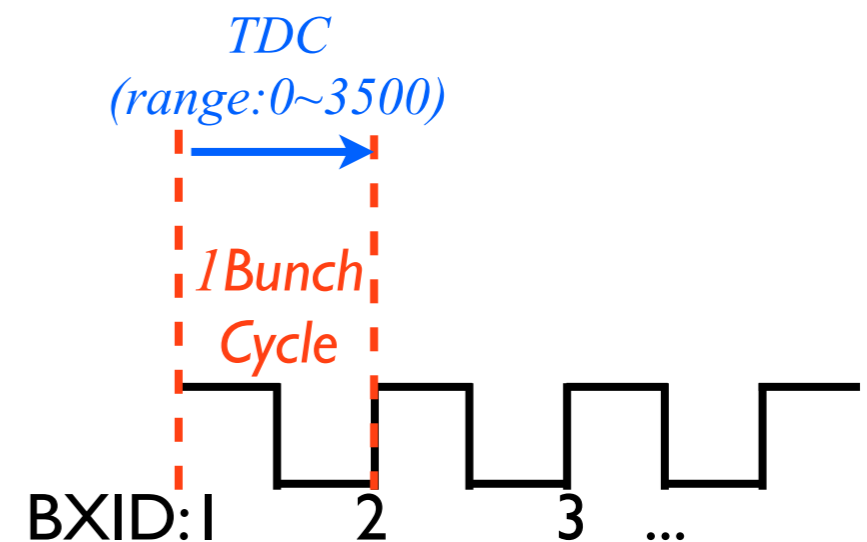 TDC
(range:0~3500)
1Bunch
Cycle
BXID:1 2 3 ...